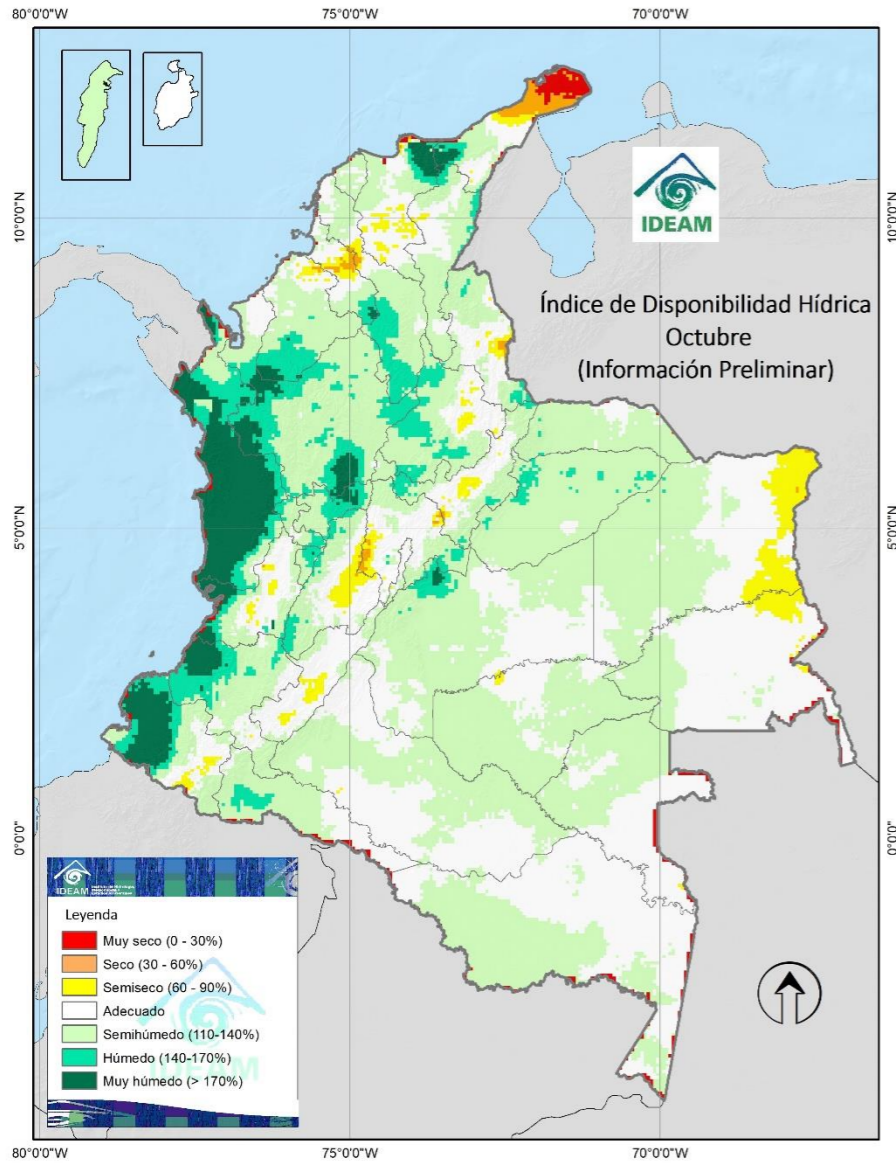 80°0'0"W 75°0'0"W 70°0'0"W
10°0'0"N 10°0'0"N
IDEAM
Índice de Disponibilidad Hídrica
Octubre
(Información Preliminar)
5°0'0"N 5°0'0"N
0°0'0" 0°0'0"
IDEAM
Leyenda
Muy seco (0 - 30%)
Seco (30 - 60%)
Semiseco (60 - 90%)
Adecuado
Semihúmedo (110-140%)
Húmedo (140-170%)
Muy húmedo (> 170%)
IDEAM
80°0'0"W 75°0'0"W 70°0'0"W